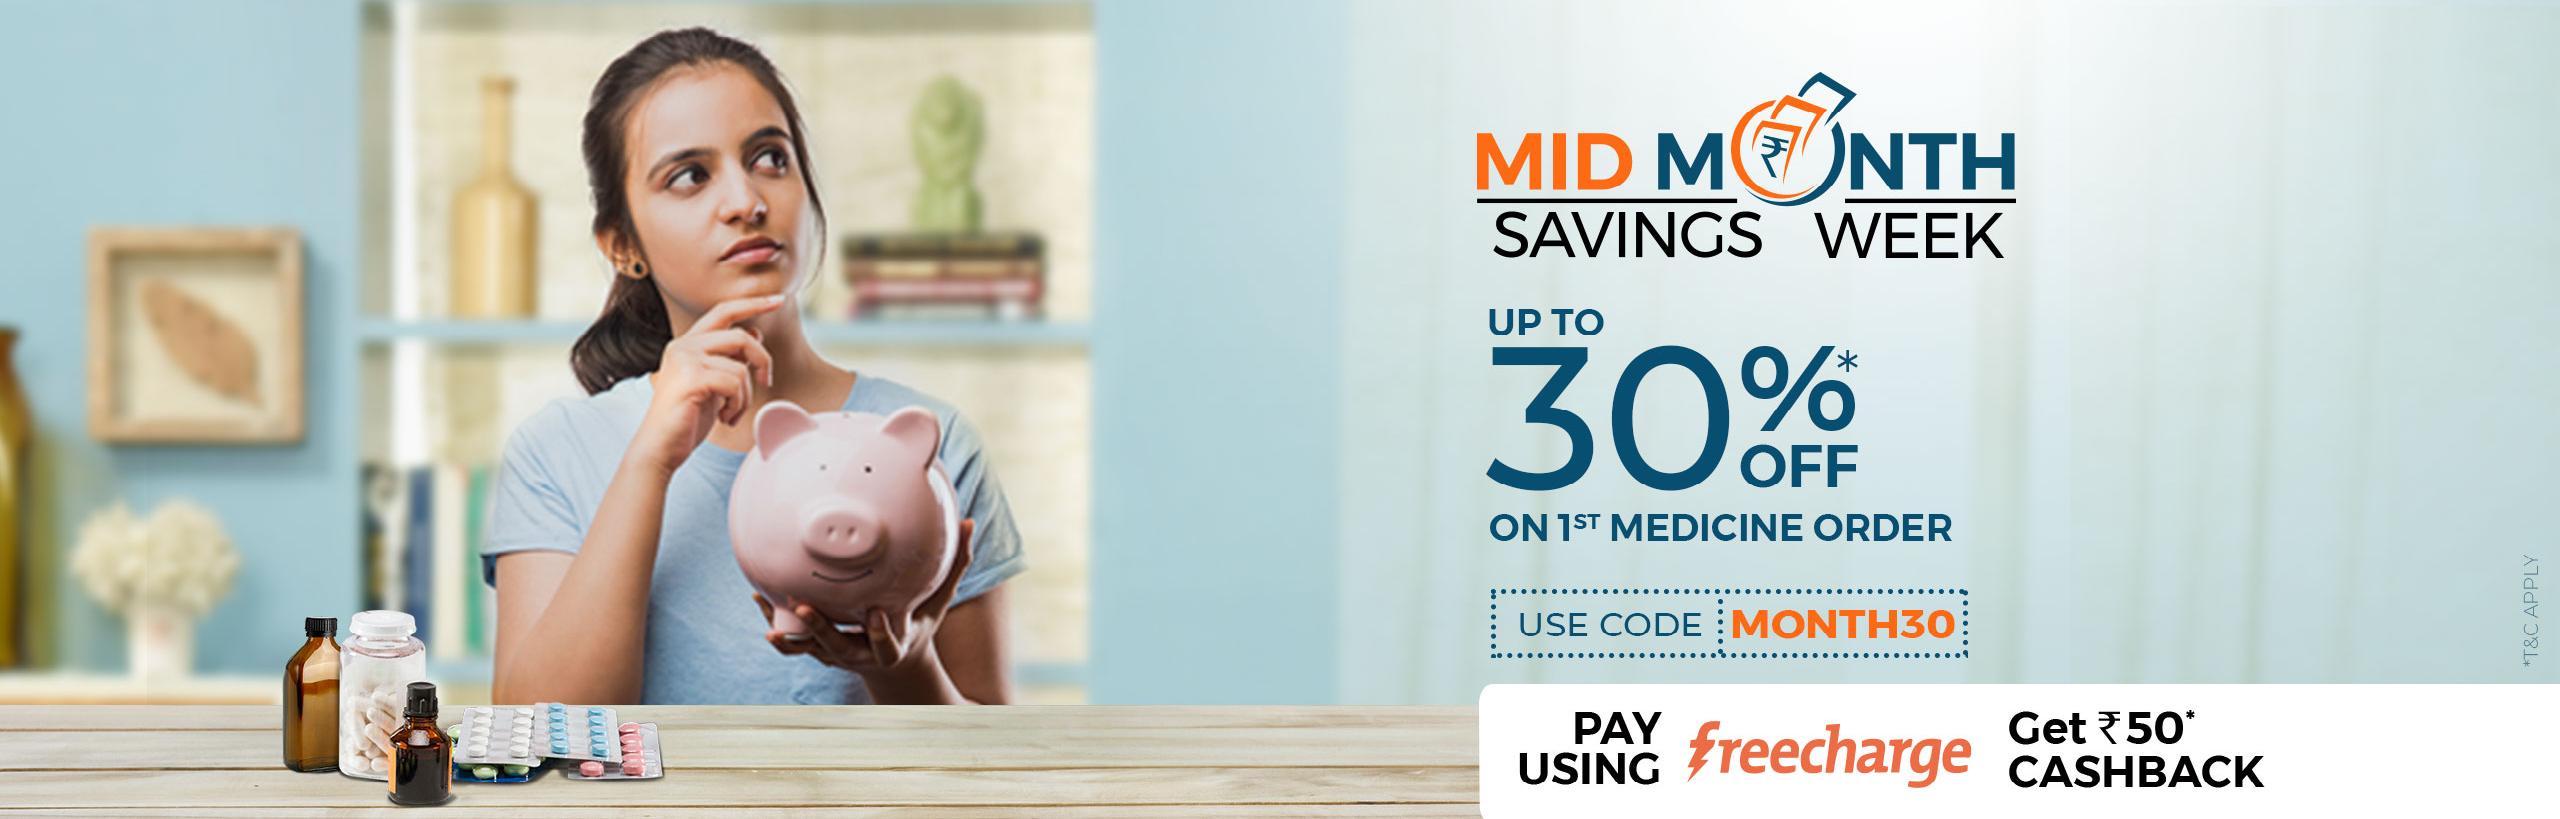 MID MONTH
SAVINGS WEEK
UP TO
30%*
OFF
ON 1ST MEDICINE ORDER
USE CODE MONTH30
*T&C APPLY
PAY
USING
freecharge
Get ₹50*
CASHBACK